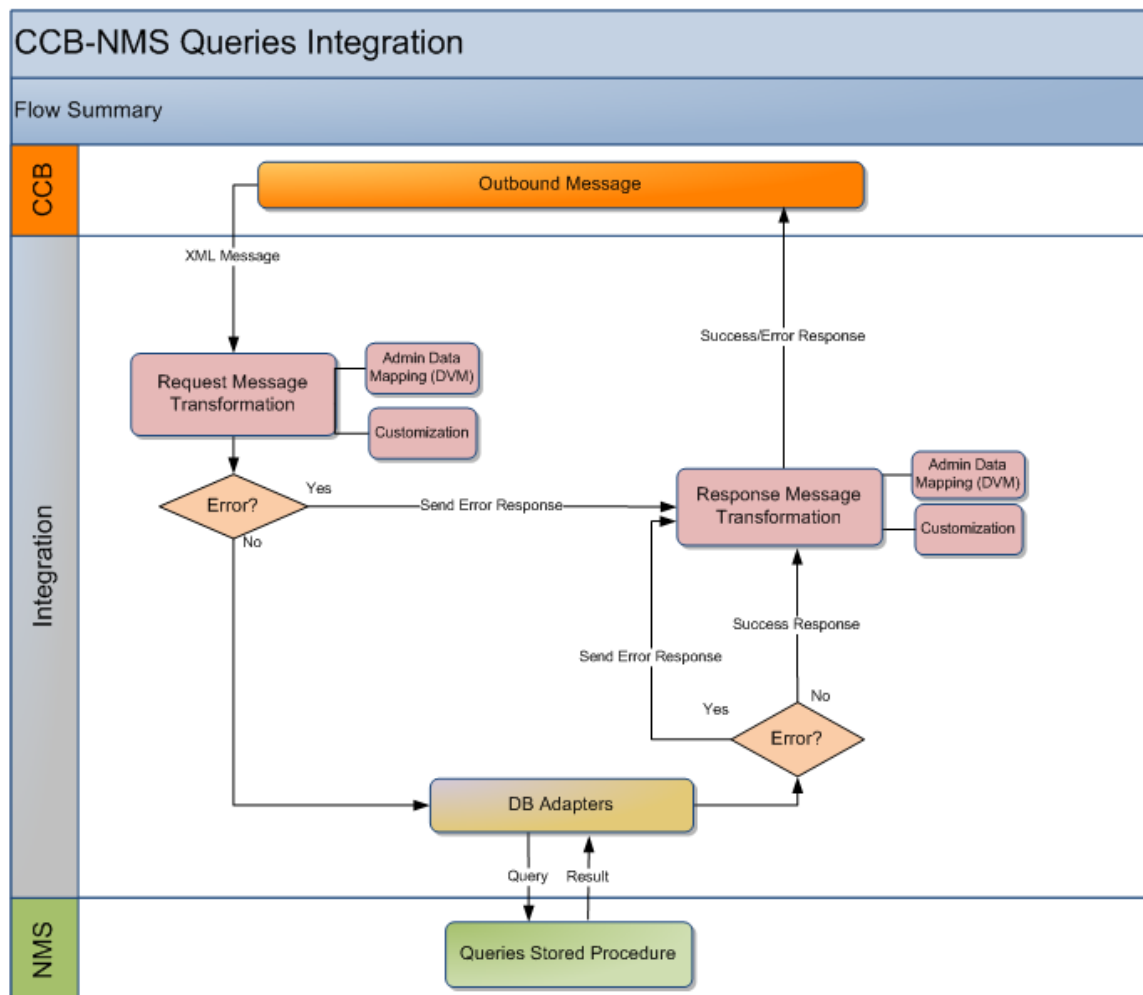 CCB-NMS Queries Integration
Flow Summary
CCB
Outbound Message
XML Message
Success/Error Response
Request Message
Transformation
Admin Data
Mapping (DVM)
Customization
Error?
Yes
No
Send Error Response
Response Message
Transformation
Admin Data
Mapping (DVM)
Customization
Integration
Success Response
Send Error Response
No
Yes
Error?
DB Adapters
Query
Result
NMS
Queries Stored Procedure